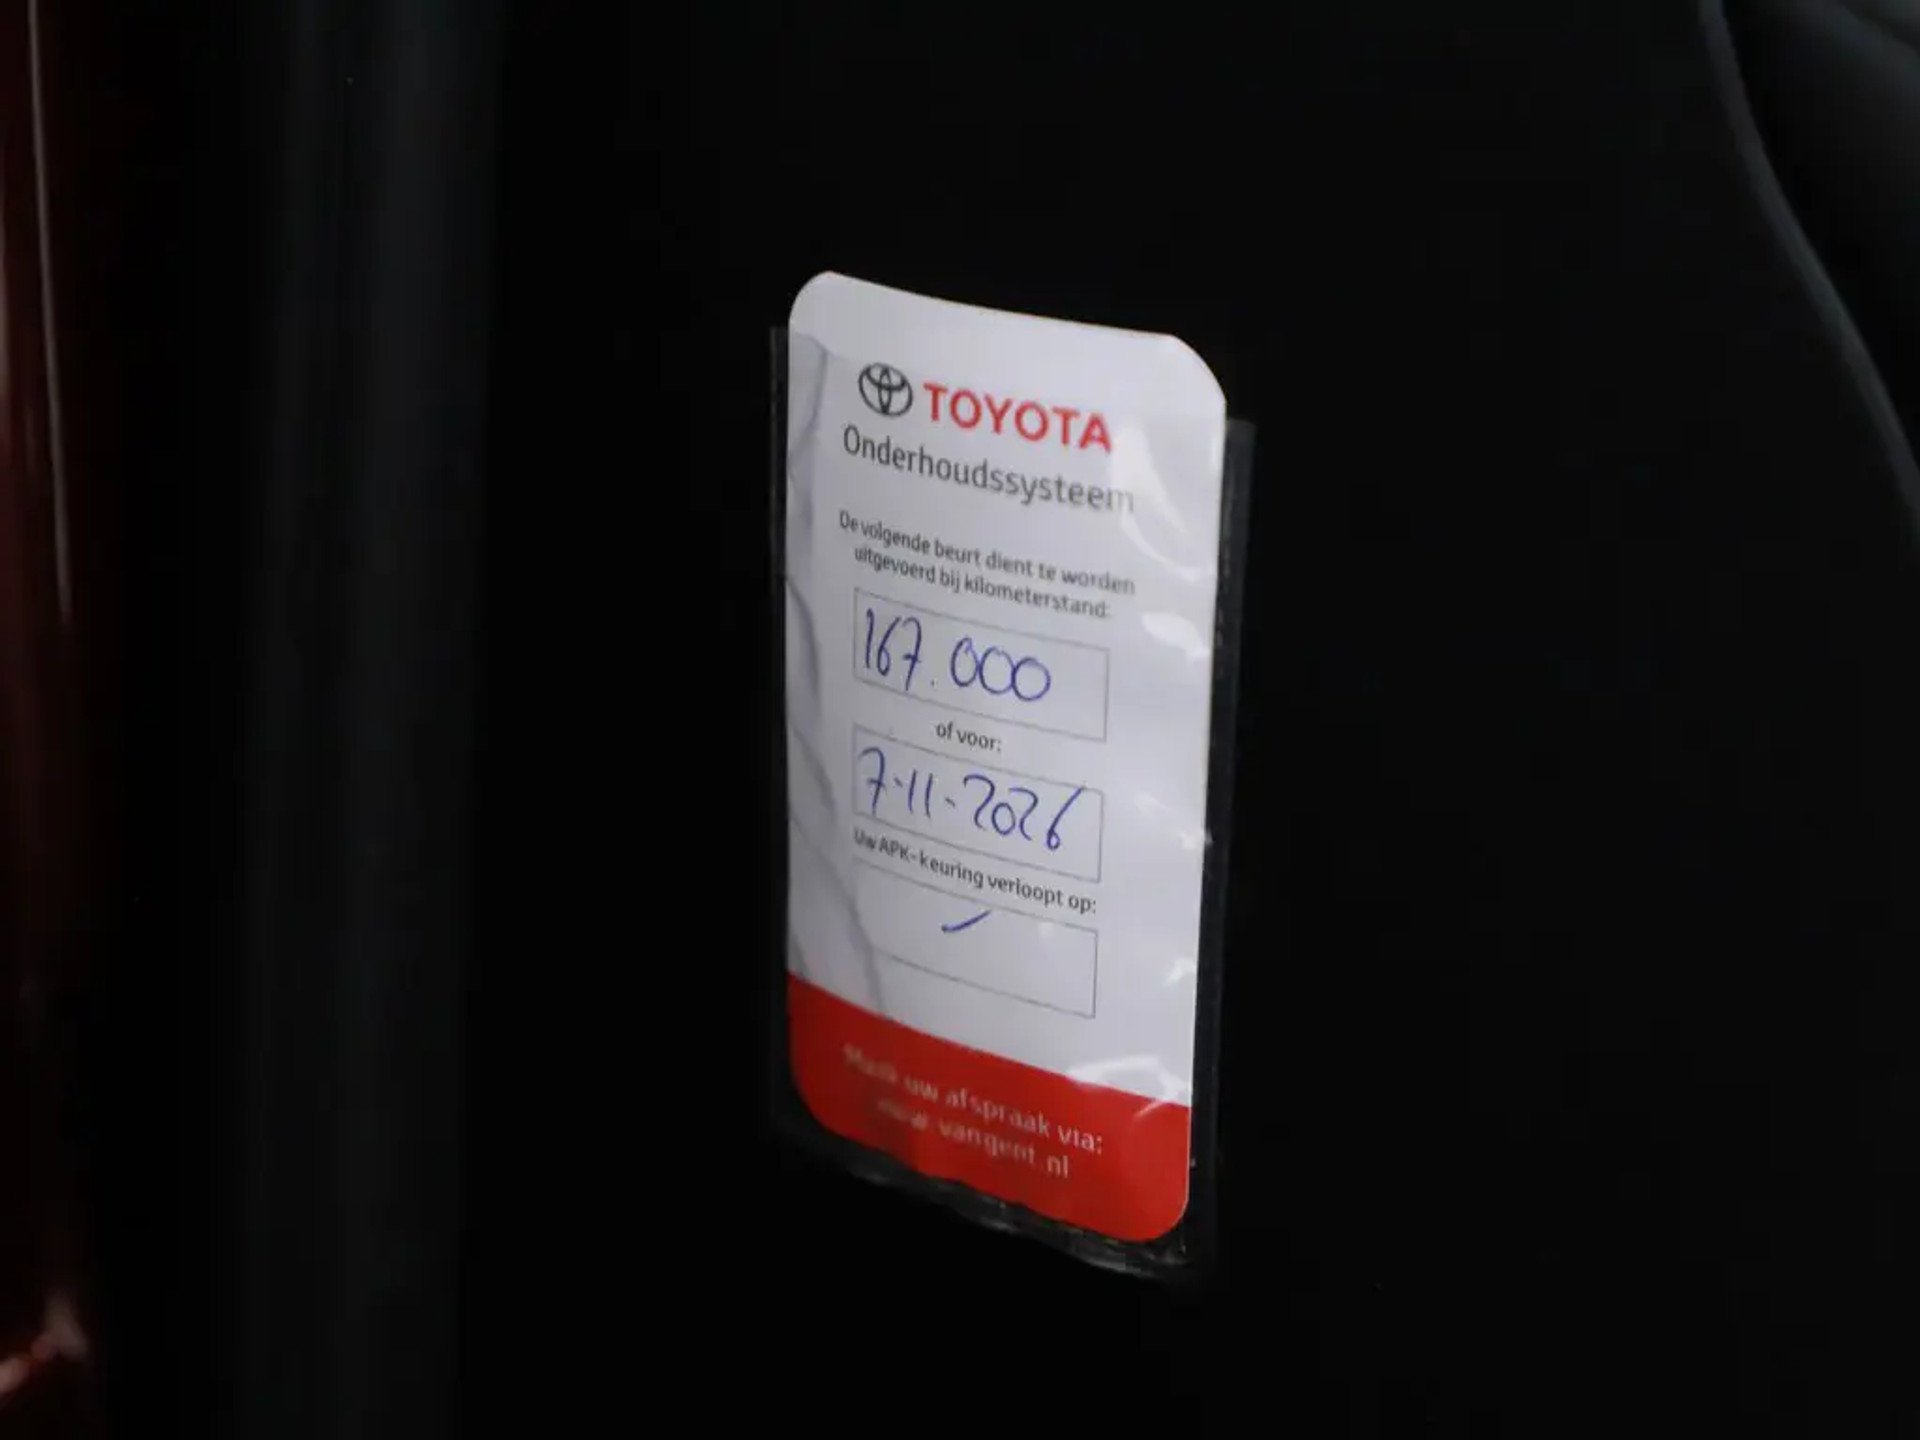 TOYOTA
Onderhoudssysteem
De volgende beurt dient te worden
uitgevoerd bij kilometerstand:
167.000
of voor:
7-11-2026
Uw APK-keuring verloopt op:
Maak uw afspraak via:
www.vangent.nl